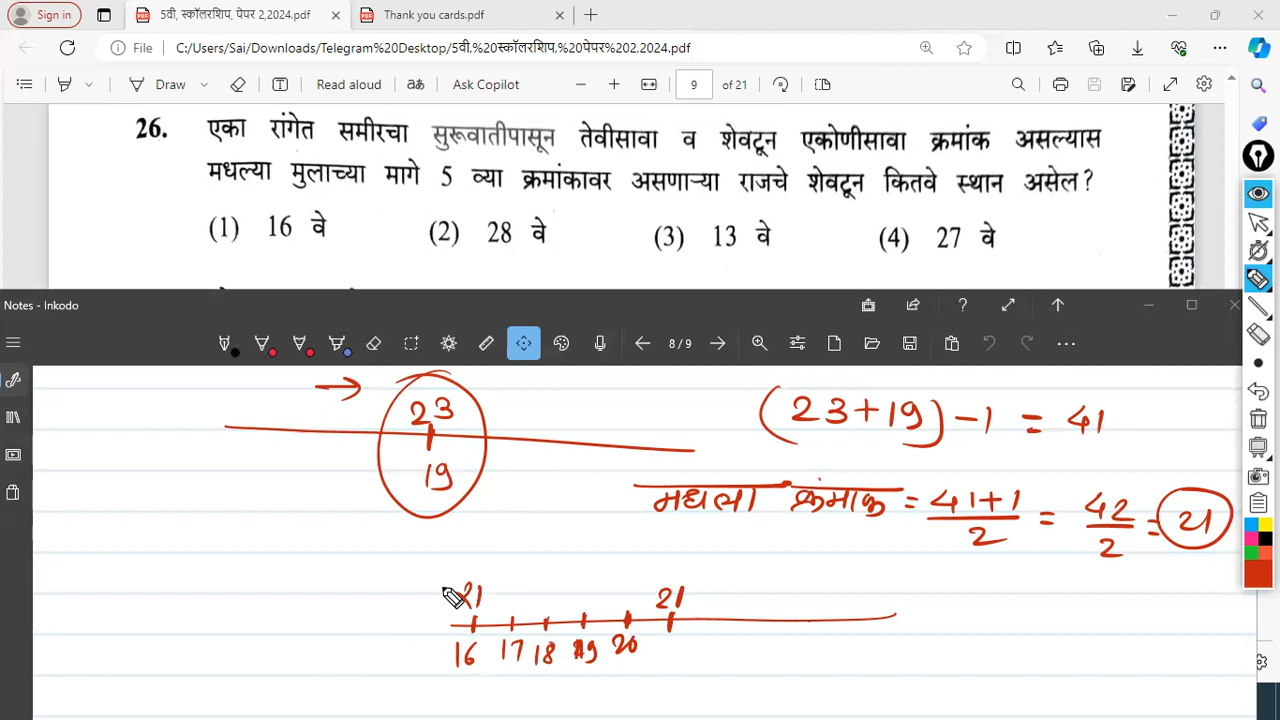 Sign in
5वी, स्कॉलरशिप, पेपर 2,2024.pdf
Thank you cards.pdf
File
C:/Users/Sai/Downloads/Telegram%20Desktop/5वी,%20स्कॉलरशिप,%20पेपर%202,2024.pdf
Draw
Read aloud
aあ
Ask Copilot
9 of 21
26. एका रांगेत समीरचा सुरूवातीपासून तेवीसावा व शेवटून एकोणीसावा क्रमांक असल्यास
मधल्या मुलाच्या मागे 5 व्या क्रमांकावर असणाऱ्या राजचे शेवटून कितवे स्थान असेल?
(1) 16 वे (2) 28 वे (3) 13 वे (4) 27 वे
Notes - Inkodo
8/9
→ 23
19
(23+19)-1 = 41
मधला क्रमांक = 41+1/2 = 42/2 = 21
21 21
16 17 18 19 20